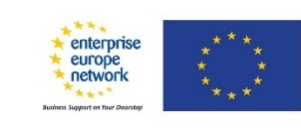 enterprise
europe
network
Business Support on Your Doorstep